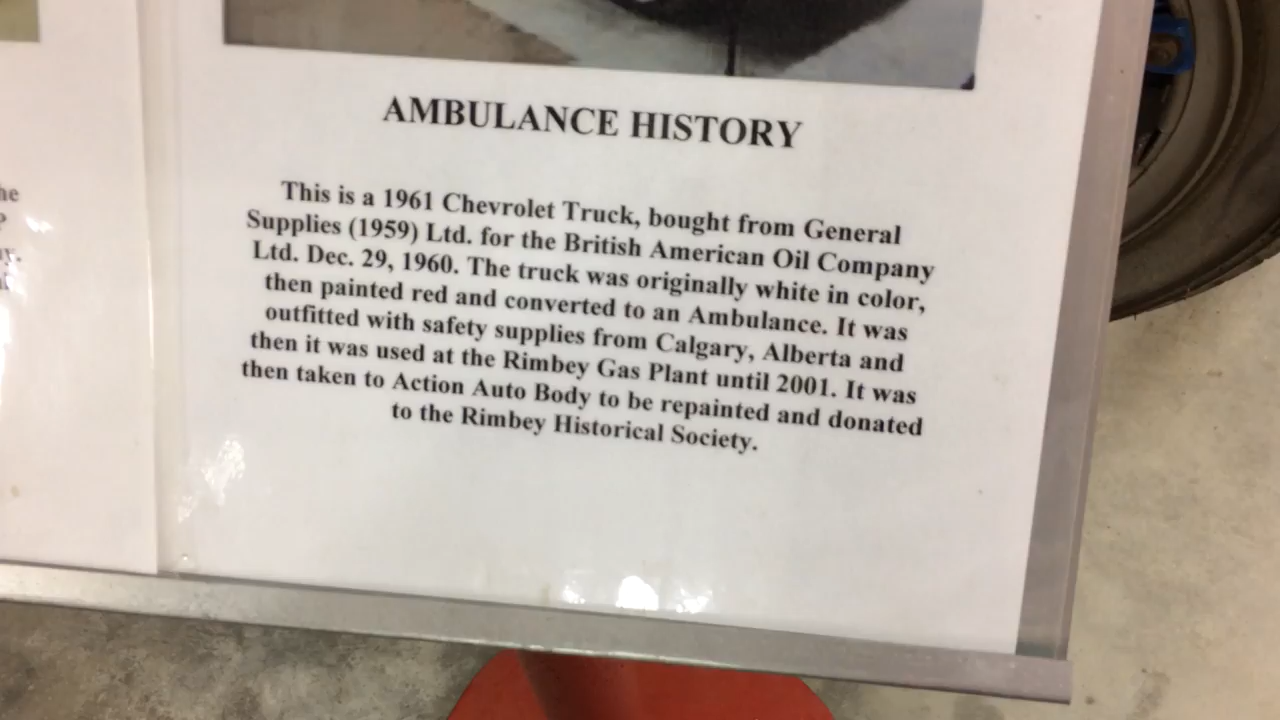 he
?
AMBULANCE HISTORY
This is a 1961 Chevrolet Truck, bought from General
Supplies (1959) Ltd. for the British American Oil Company
Ltd. Dec. 29, 1960. The truck was originally white in color,
then painted red and converted to an Ambulance. It was
outfitted with safety supplies from Calgary, Alberta and
then it was used at the Rimbey Gas Plant until 2001. It was
then taken to Action Auto Body to be repainted and donated
to the Rimbey Historical Society.